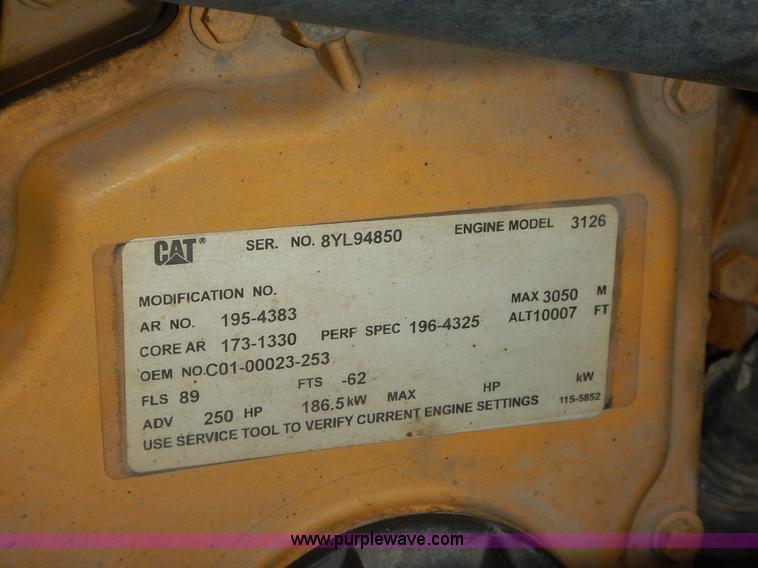 CAT® SER. NO. 8YL94850 ENGINE MODEL 3126
MODIFICATION NO.
AR NO. 195-4383 MAX 3050 M
CORE AR 173-1330 PERF SPEC 196-4325 ALT10007 FT
OEM NO.C01-00023-253
FLS 89 FTS -62
ADV 250 HP 186.5kW MAX HP kW
USE SERVICE TOOL TO VERIFY CURRENT ENGINE SETTINGS 115-5852
www.purplewave.com